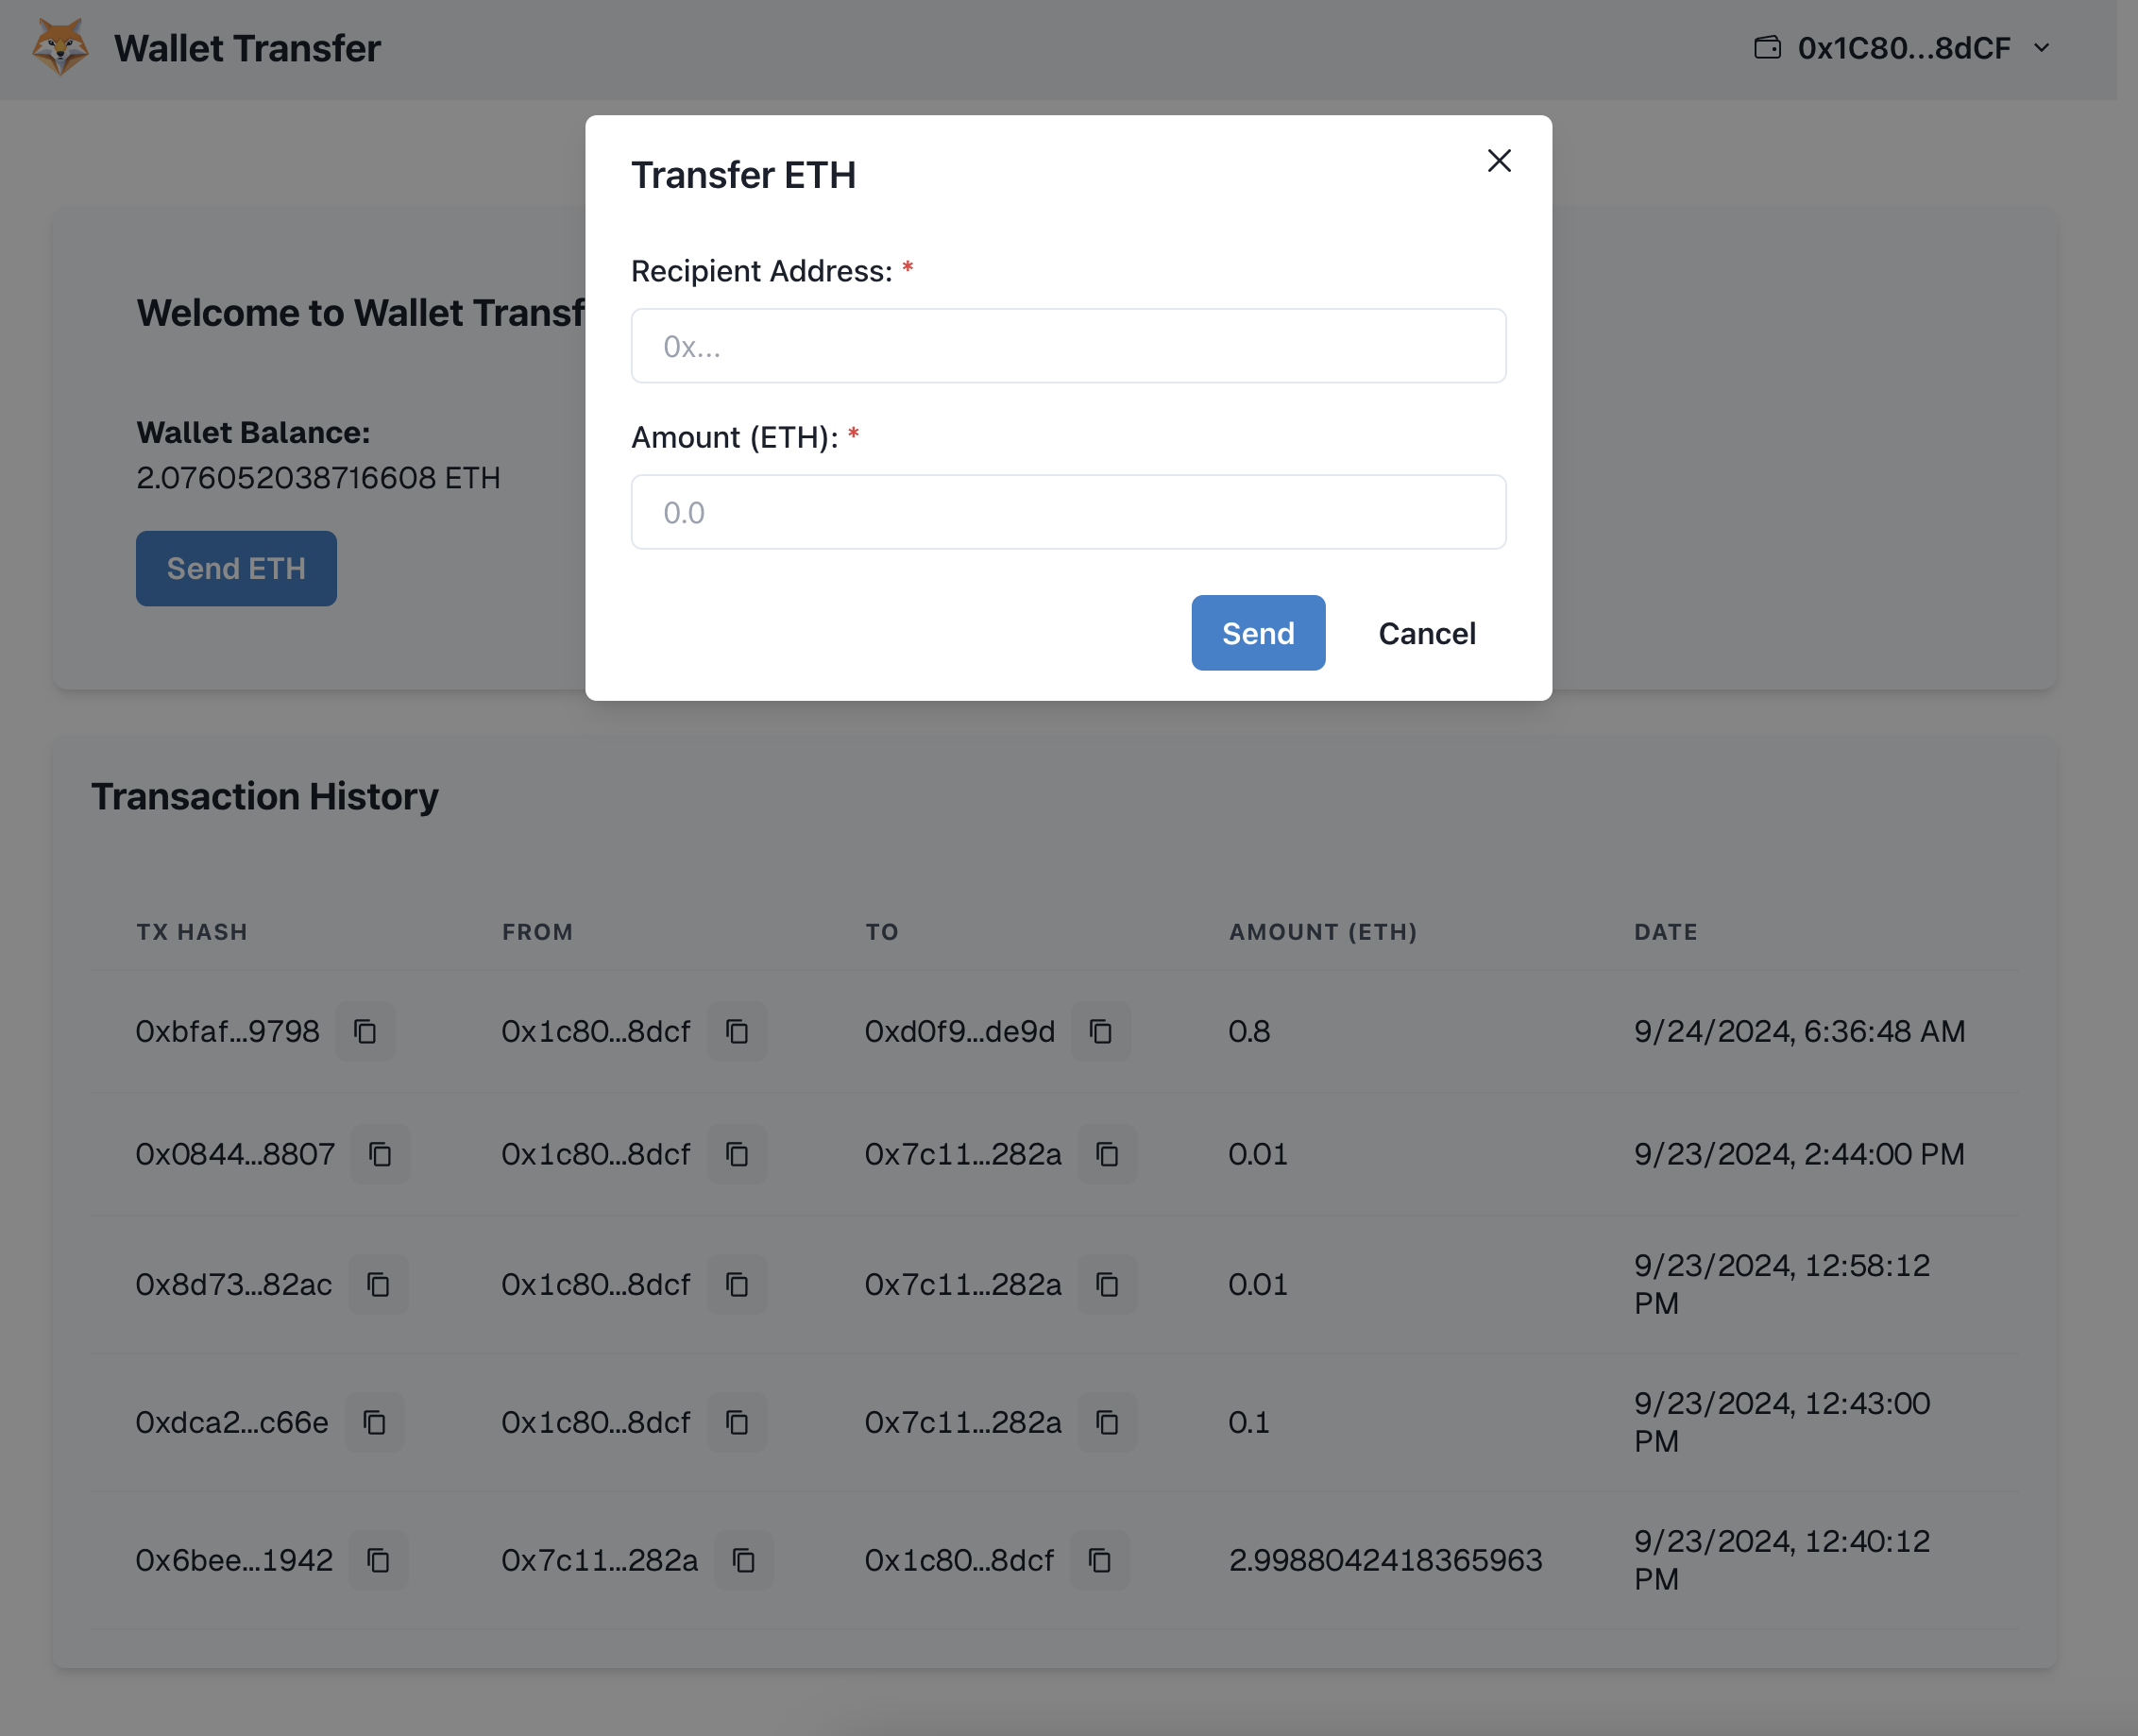 Wallet Transfer
0x1C80...8dCF
Transfer ETH
Recipient Address: *
0x...
Amount (ETH): *
0.0
Send
Cancel
Welcome to Wallet Transf
Wallet Balance:
2.076052038716608 ETH
Send ETH
Transaction History
TX HASH FROM TO AMOUNT (ETH) DATE
0xbfaf...9798 0x1c80...8dcf 0xd0f9...de9d 0.8 9/24/2024, 6:36:48 AM
0x0844...8807 0x1c80...8dcf 0x7c11...282a 0.01 9/23/2024, 2:44:00 PM
0x8d73...82ac 0x1c80...8dcf 0x7c11...282a 0.01 9/23/2024, 12:58:12
PM
0xdca2...c66e 0x1c80...8dcf 0x7c11...282a 0.1 9/23/2024, 12:43:00
PM
0x6bee...1942 0x7c11...282a 0x1c80...8dcf 2.9988042418365963 9/23/2024, 12:40:12
PM